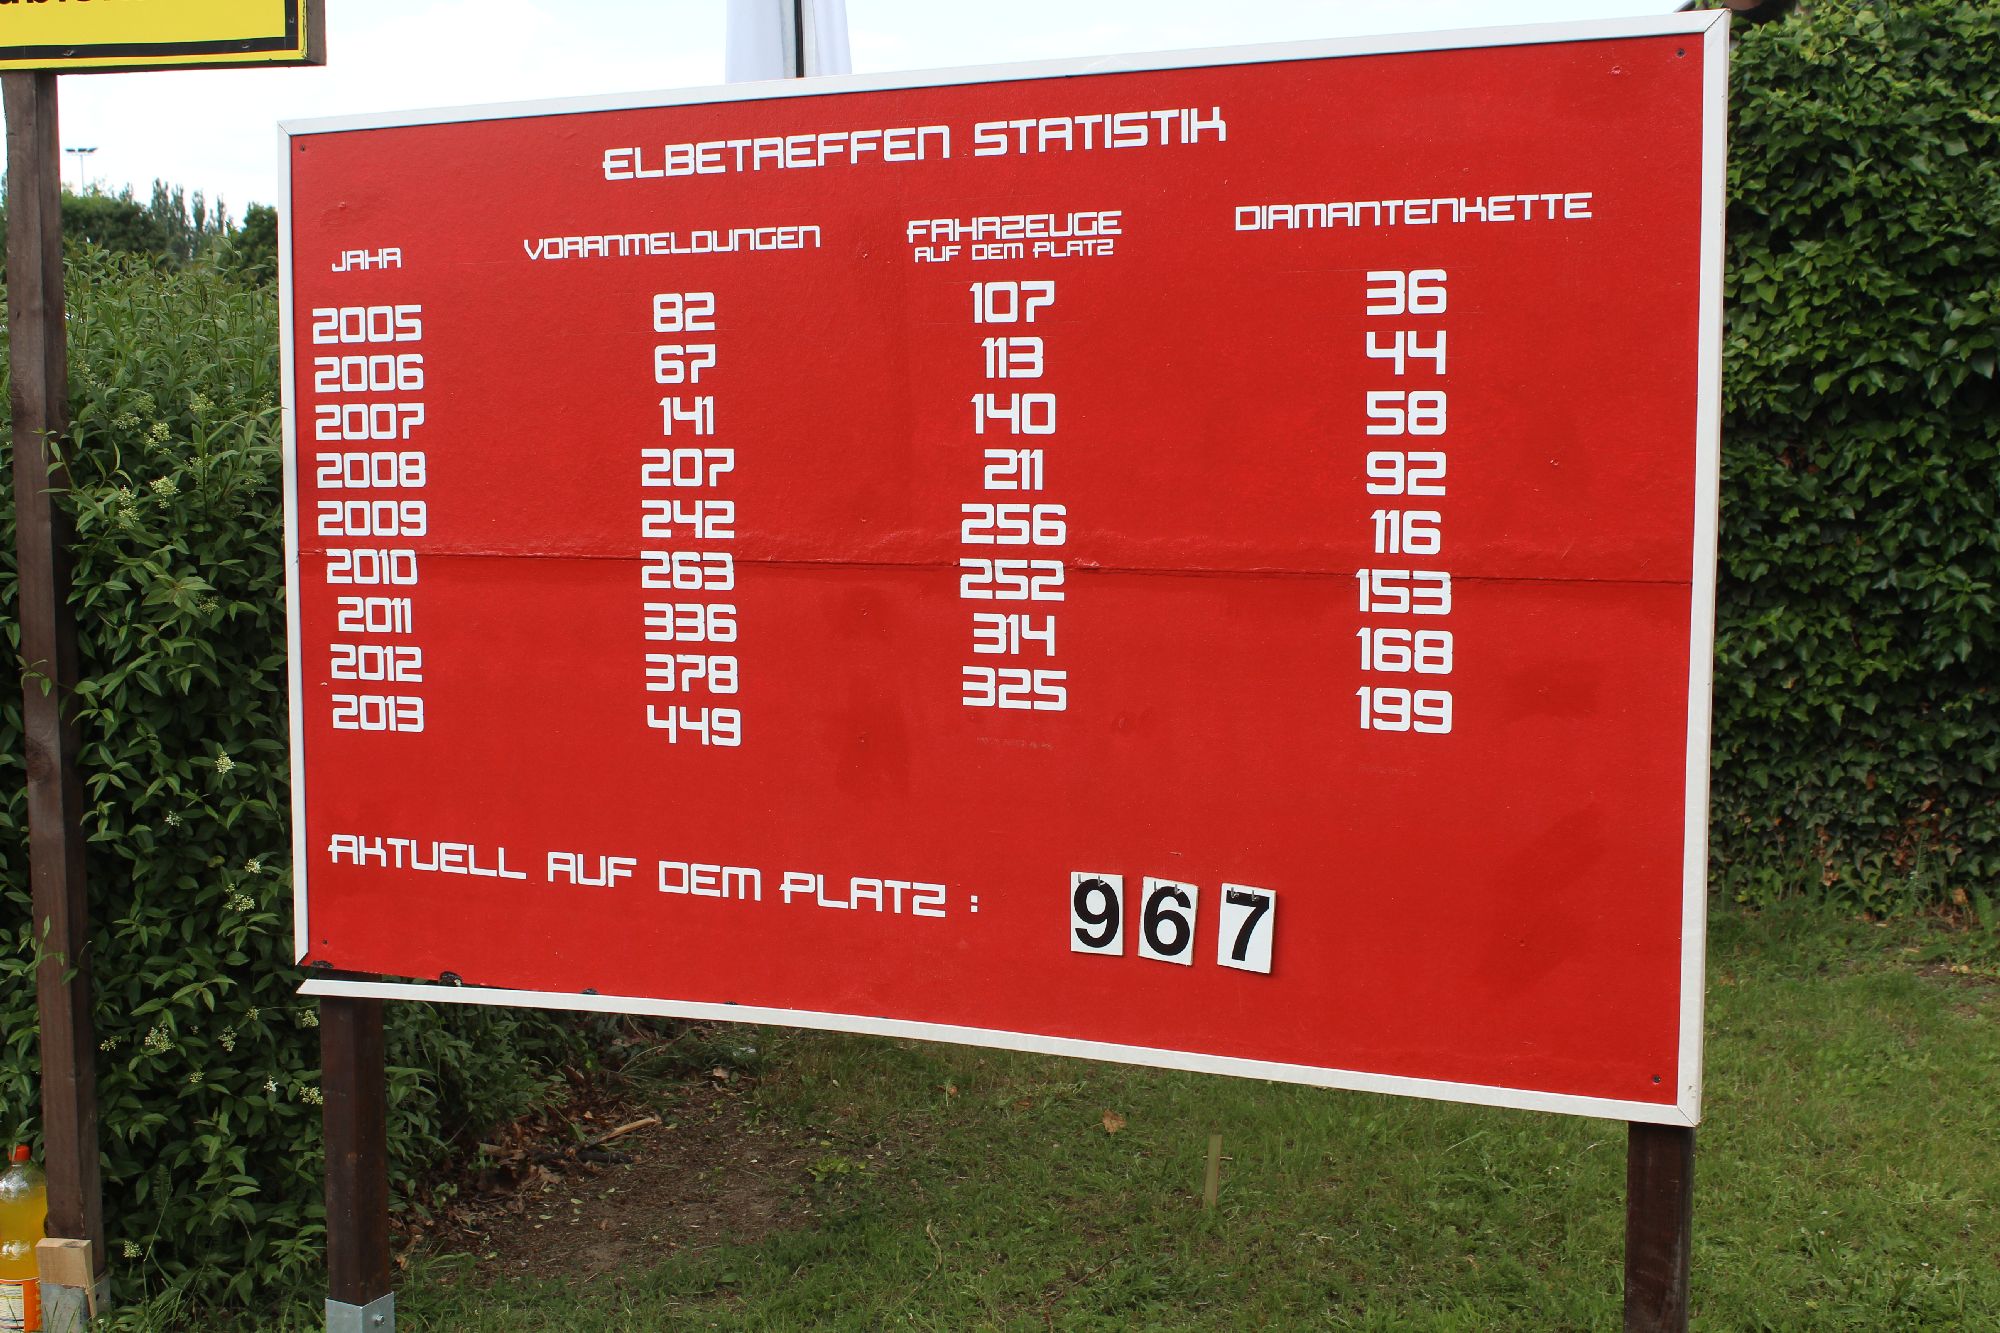 ELBETREFFEN STATISTIK
JAHR VORANMELDUNGEN FAHRZEUGE AUF DEM PLATZ DIAMANTENKETTE
2005 82 107 36
2006 67 113 44
2007 141 140 58
2008 207 211 92
2009 242 256 116
2010 263 252 153
2011 336 314 168
2012 378 325 199
2013 449
AKTUELL AUF DEM PLATZ : 967